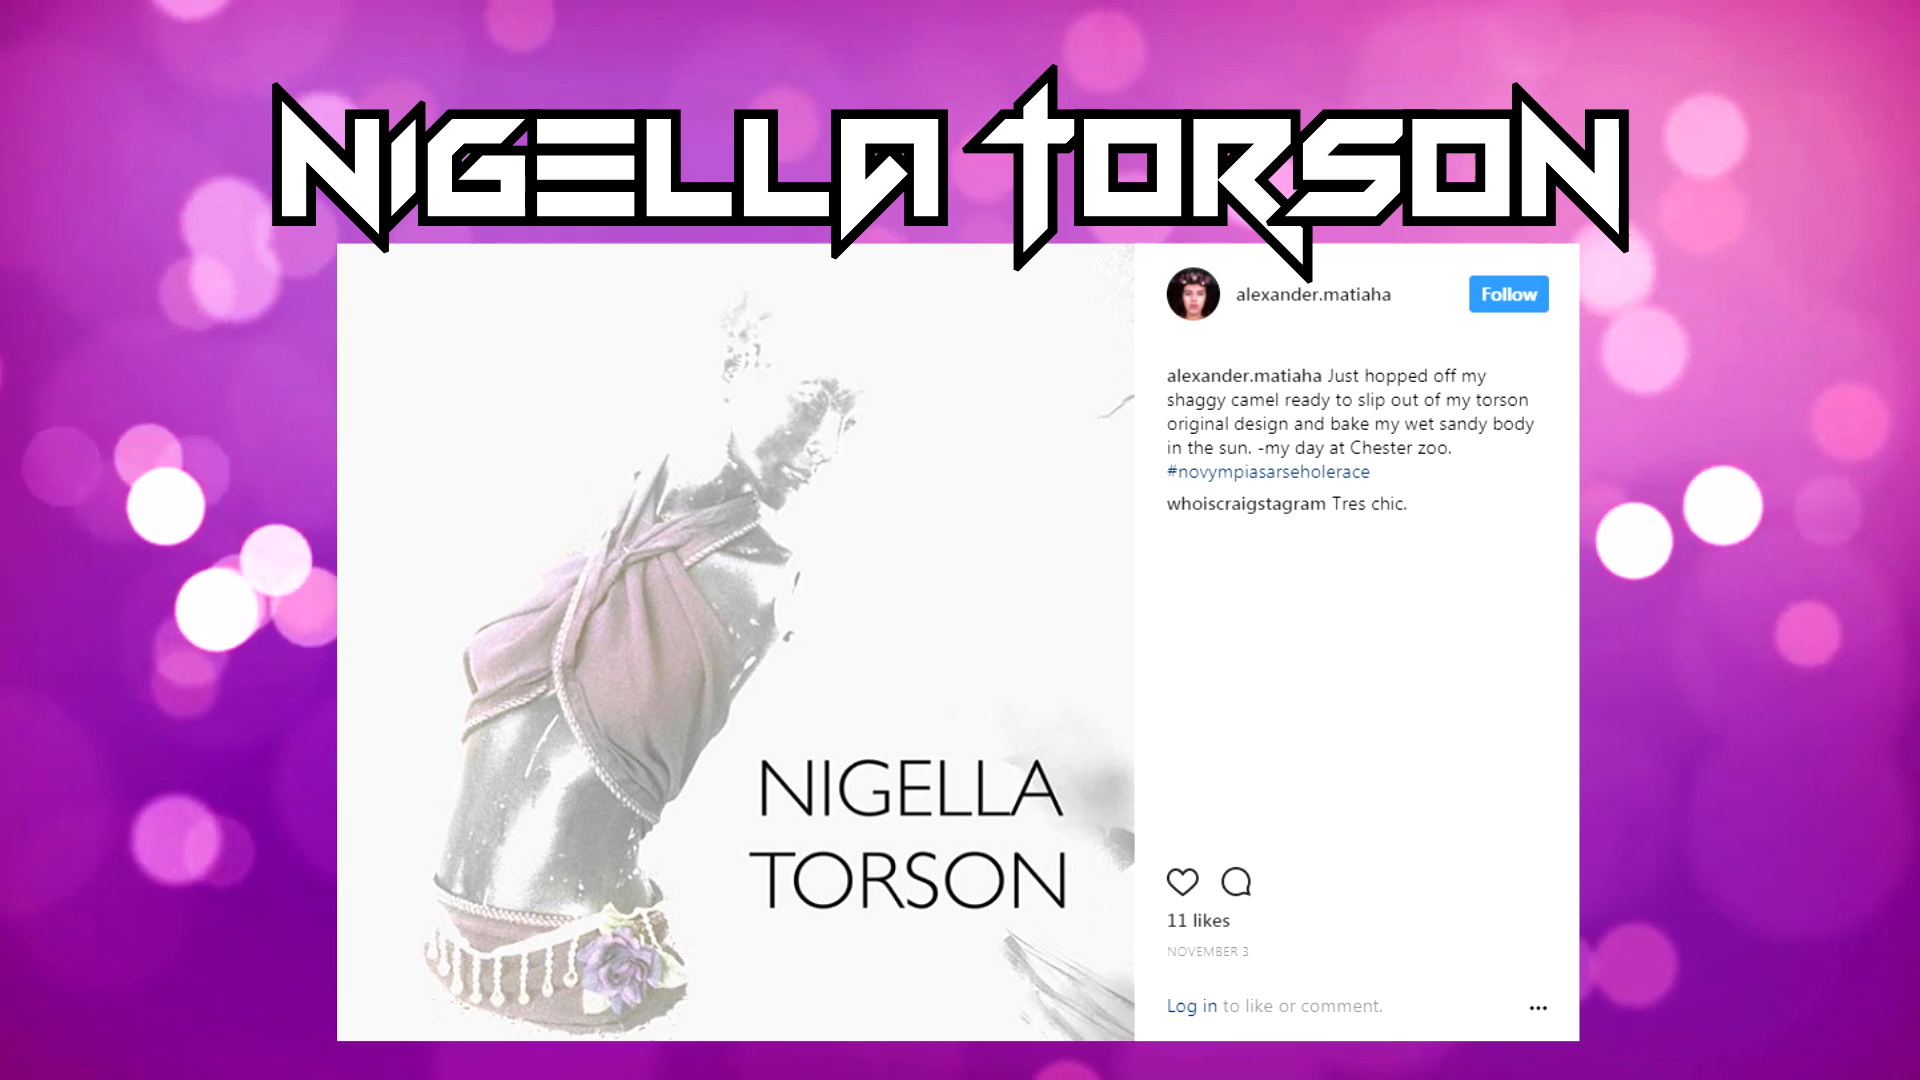 NIGELLA TORSON
NIGELLA
TORSON
alexander.matiaha
Follow
alexander.matiaha Just hopped off my
shaggy camel ready to slip out of my torson
original design and bake my wet sandy body
in the sun. -my day at Chester zoo.
#novympiasarseholerace
whoiscraigstagram Tres chic.
11 likes
NOVEMBER 3
Log in to like or comment.